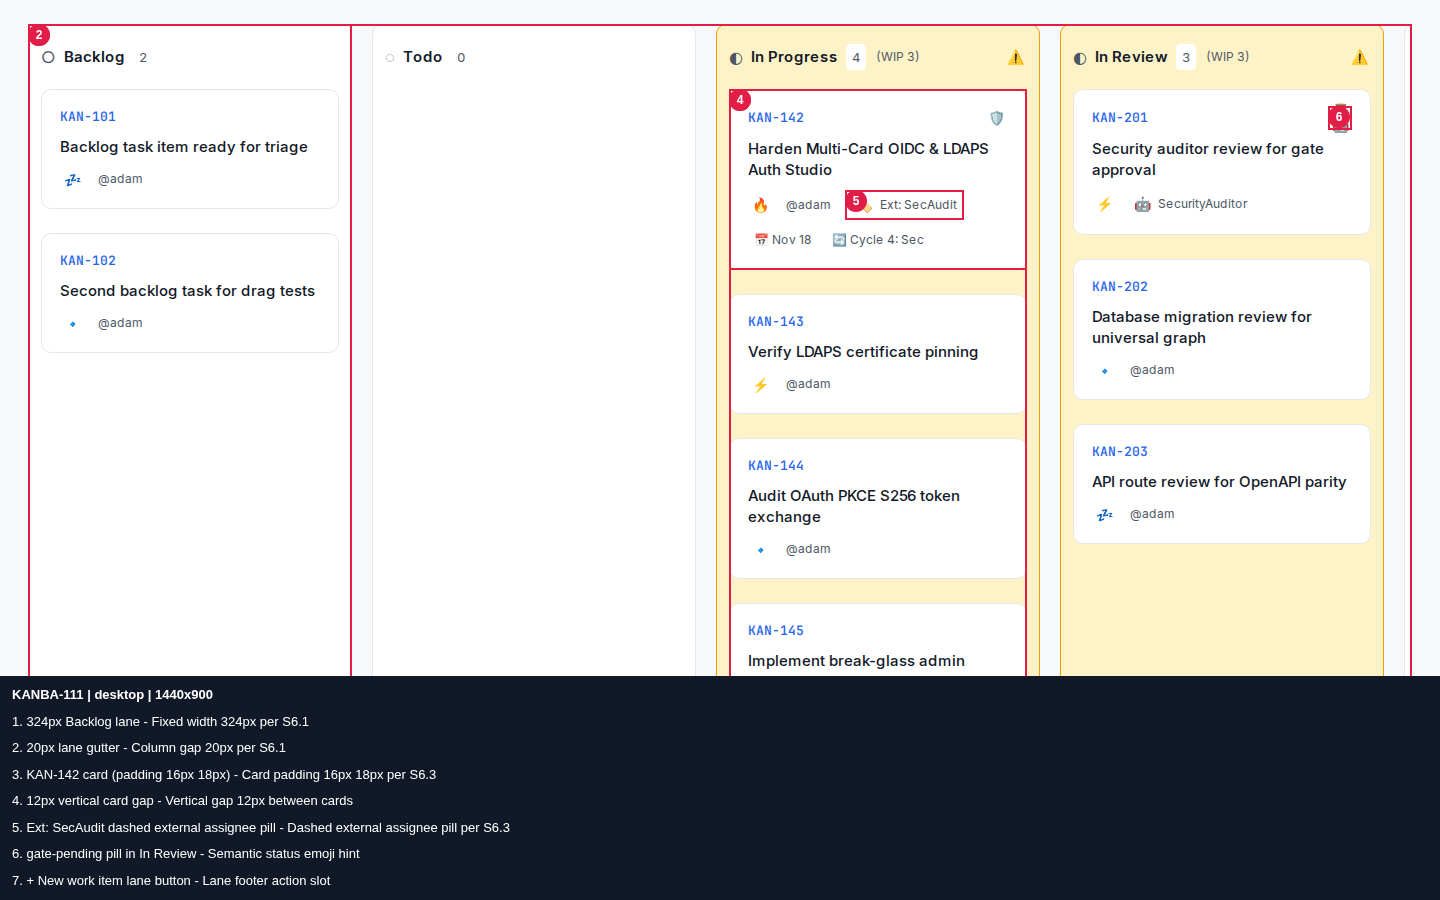 2
Backlog 2
Todo 0
In Progress 4 (WIP 3)
In Review 3 (WIP 3)
KAN-101
Backlog task item ready for triage
@adam
KAN-102
Second backlog task for drag tests
@adam
4
KAN-142
Harden Multi-Card OIDC & LDAPS
Auth Studio
@adam 5 Ext: SecAudit
Nov 18 Cycle 4: Sec
KAN-143
Verify LDAPS certificate pinning
@adam
KAN-144
Audit OAuth PKCE S256 token
exchange
@adam
KAN-145
Implement break-glass admin
KAN-201
6
Security auditor review for gate
approval
SecurityAuditor
KAN-202
Database migration review for
universal graph
@adam
KAN-203
API route review for OpenAPI parity
@adam
KANBA-111 | desktop | 1440x900
1. 324px Backlog lane - Fixed width 324px per S6.1
2. 20px lane gutter - Column gap 20px per S6.1
3. KAN-142 card (padding 16px 18px) - Card padding 16px 18px per S6.3
4. 12px vertical card gap - Vertical gap 12px between cards
5. Ext: SecAudit dashed external assignee pill - Dashed external assignee pill per S6.3
6. gate-pending pill in In Review - Semantic status emoji hint
7. + New work item lane button - Lane footer action slot